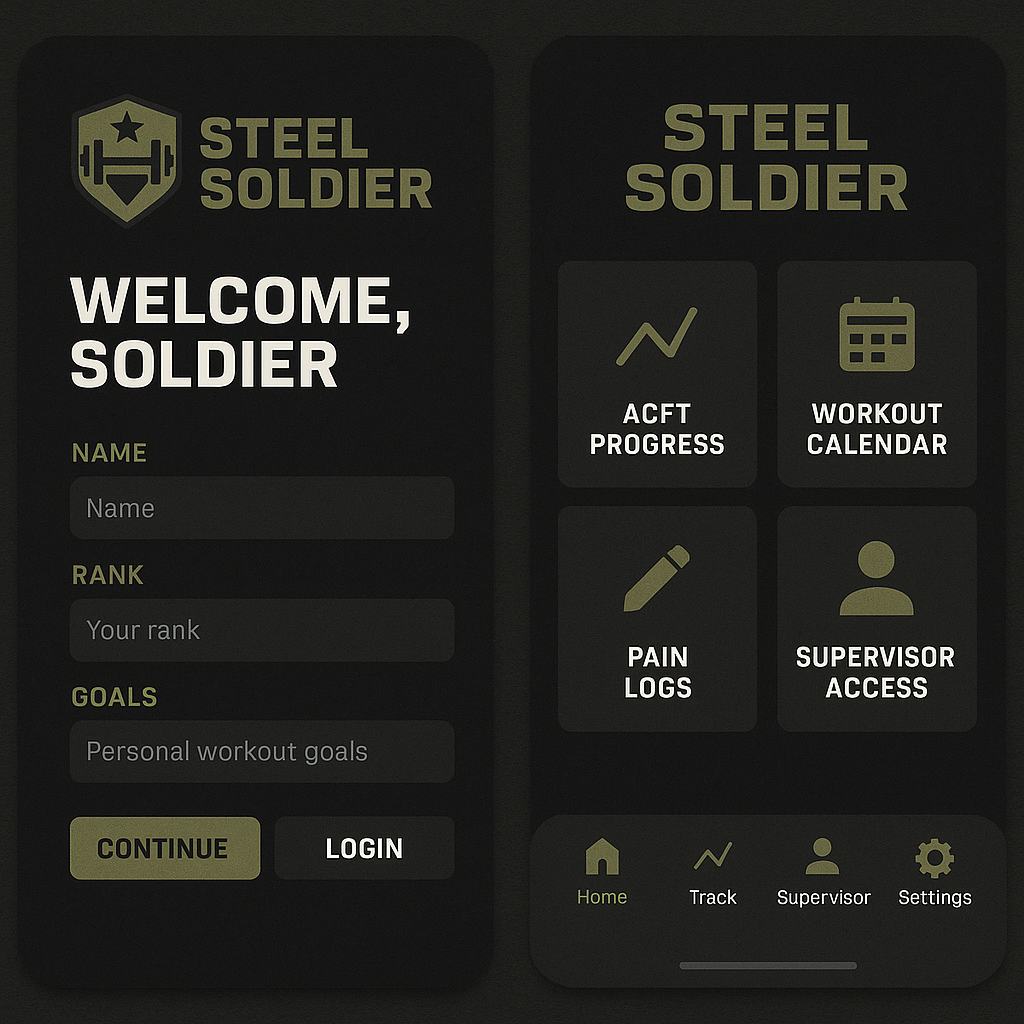 STEEL
SOLDIER
WELCOME,
SOLDIER
NAME
Name
RANK
Your rank
GOALS
Personal workout goals
CONTINUE
LOGIN
STEEL
SOLDIER
ACFT
PROGRESS
WORKOUT
CALENDAR
PAIN
LOGS
SUPERVISOR
ACCESS
Home
Track
Supervisor
Settings